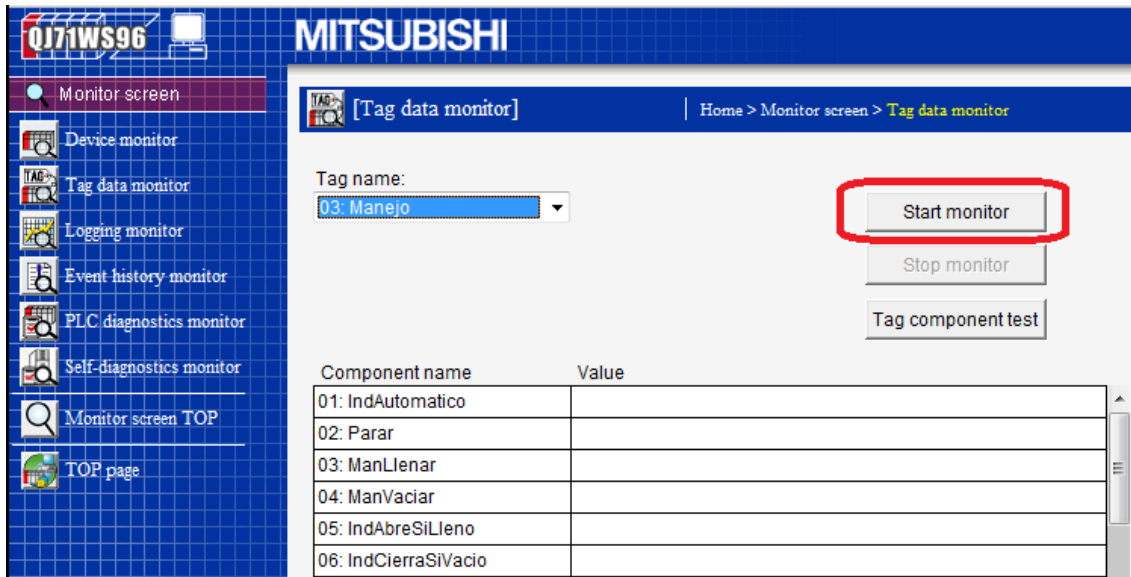 QJ71WS96
MITSUBISHI
Monitor screen
Device monitor
Tag data monitor
Logging monitor
Event history monitor
PLC diagnostics monitor
Self-diagnostics monitor
Monitor screen TOP
TOP page
TAG [Tag data monitor]
Home > Monitor screen > Tag data monitor
Tag name:
03: Manejo
Start monitor
Stop monitor
Tag component test
Component name Value
01: IndAutomatico
02: Parar
03: ManLlenar
04: ManVaciar
05: IndAbreSiLleno
06: IndCierraSiVacio